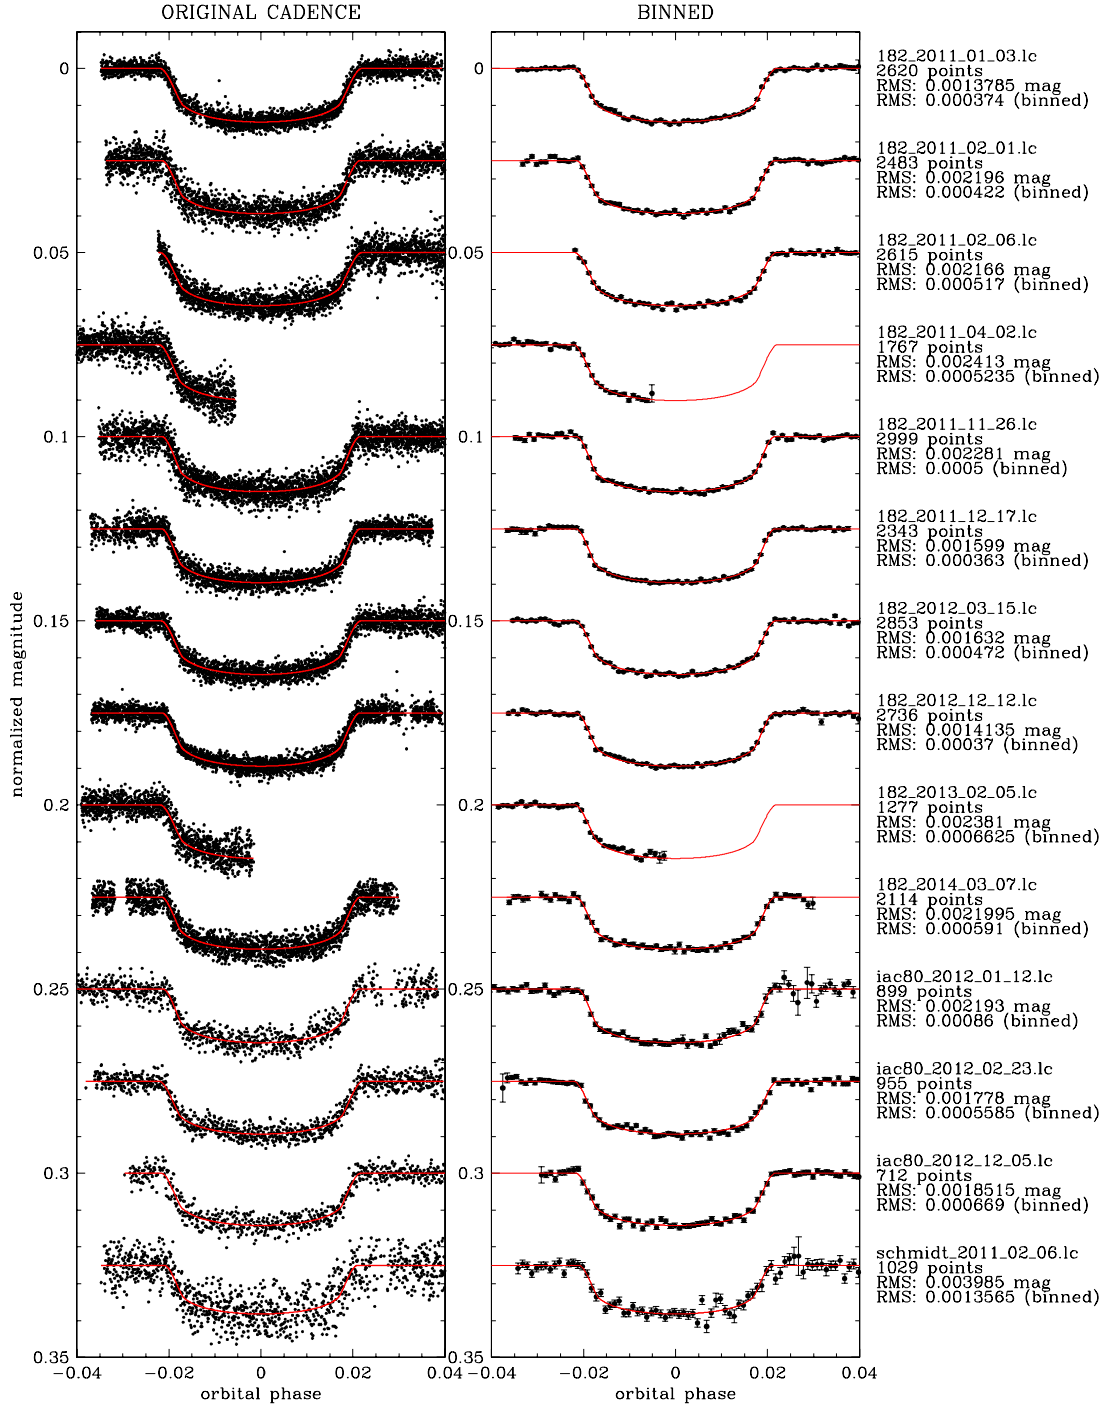 ORIGINAL CADENCE
BINNED
normalized magnitude
0
0.05
0.1
0.15
0.2
0.25
0.3
0.35
−0.04
−0.02
0
0.02
0.04
orbital phase
0
0.05
0.1
0.15
0.2
0.25
0.3
0.35
−0.04
−0.02
0
0.02
0.04
orbital phase
182_2011_01_03.lc
2620 points
RMS: 0.0013785 mag
RMS: 0.000374 (binned)
182_2011_02_01.lc
2483 points
RMS: 0.002196 mag
RMS: 0.000422 (binned)
182_2011_02_06.lc
2615 points
RMS: 0.002166 mag
RMS: 0.000517 (binned)
182_2011_04_02.lc
1767 points
RMS: 0.002413 mag
RMS: 0.0005235 (binned)
182_2011_11_26.lc
2999 points
RMS: 0.002281 mag
RMS: 0.0005 (binned)
182_2011_12_17.lc
2343 points
RMS: 0.001599 mag
RMS: 0.000363 (binned)
182_2012_03_15.lc
2853 points
RMS: 0.001632 mag
RMS: 0.000472 (binned)
182_2012_12_12.lc
2736 points
RMS: 0.0014135 mag
RMS: 0.00037 (binned)
182_2013_02_05.lc
1277 points
RMS: 0.002381 mag
RMS: 0.0006625 (binned)
182_2014_03_07.lc
2114 points
RMS: 0.0021995 mag
RMS: 0.000591 (binned)
iac80_2012_01_12.lc
899 points
RMS: 0.002193 mag
RMS: 0.00086 (binned)
iac80_2012_02_23.lc
955 points
RMS: 0.001778 mag
RMS: 0.0005585 (binned)
iac80_2012_12_05.lc
712 points
RMS: 0.0018515 mag
RMS: 0.000669 (binned)
schmidt_2011_02_06.lc
1029 points
RMS: 0.003985 mag
RMS: 0.0013565 (binned)